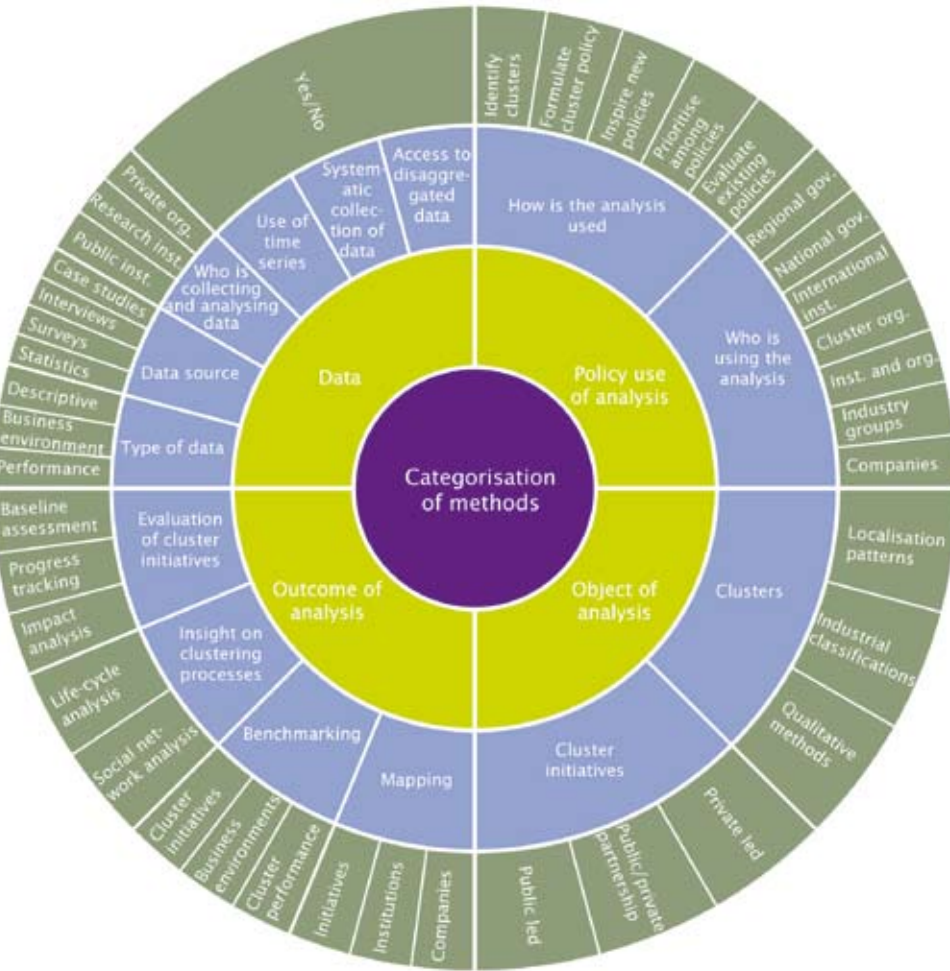 Categorisation
of methods
Policy use
of analysis
How is the analysis
used
Identify
clusters
Formulate
cluster policy
Inspire new
policies
Prioritise
among
policies
Evaluate
existing
policies
Who is
using the
analysis
Regional gov.
National gov.
International
inst.
Cluster org.
Inst. and org.
Industry
groups
Companies
Object of
analysis
Clusters
Localisation
patterns
Industrial
classifications
Qualitative
methods
Cluster
initiatives
Private led
Public/private
partnership
Public led
Outcome of
analysis
Mapping
Companies
Institutions
Initiatives
Benchmarking
Cluster
performance
Business
environments
Cluster
initiatives
Insight on
clustering
processes
Social net-
work analysis
Life-cycle
analysis
Evaluation
of cluster
initiatives
Impact
analysis
Progress
tracking
Baseline
assessment
Data
Type of data
Performance
Business
environment
Descriptive
Data source
Statistics
Surveys
Interviews
Case studies
Who is
collecting
and analysing
data
Public inst.
Research inst.
Private org.
Use of
time
series
System-
atic
collec-
tion of
data
Access to
disaggre-
gated
data
Yes/No